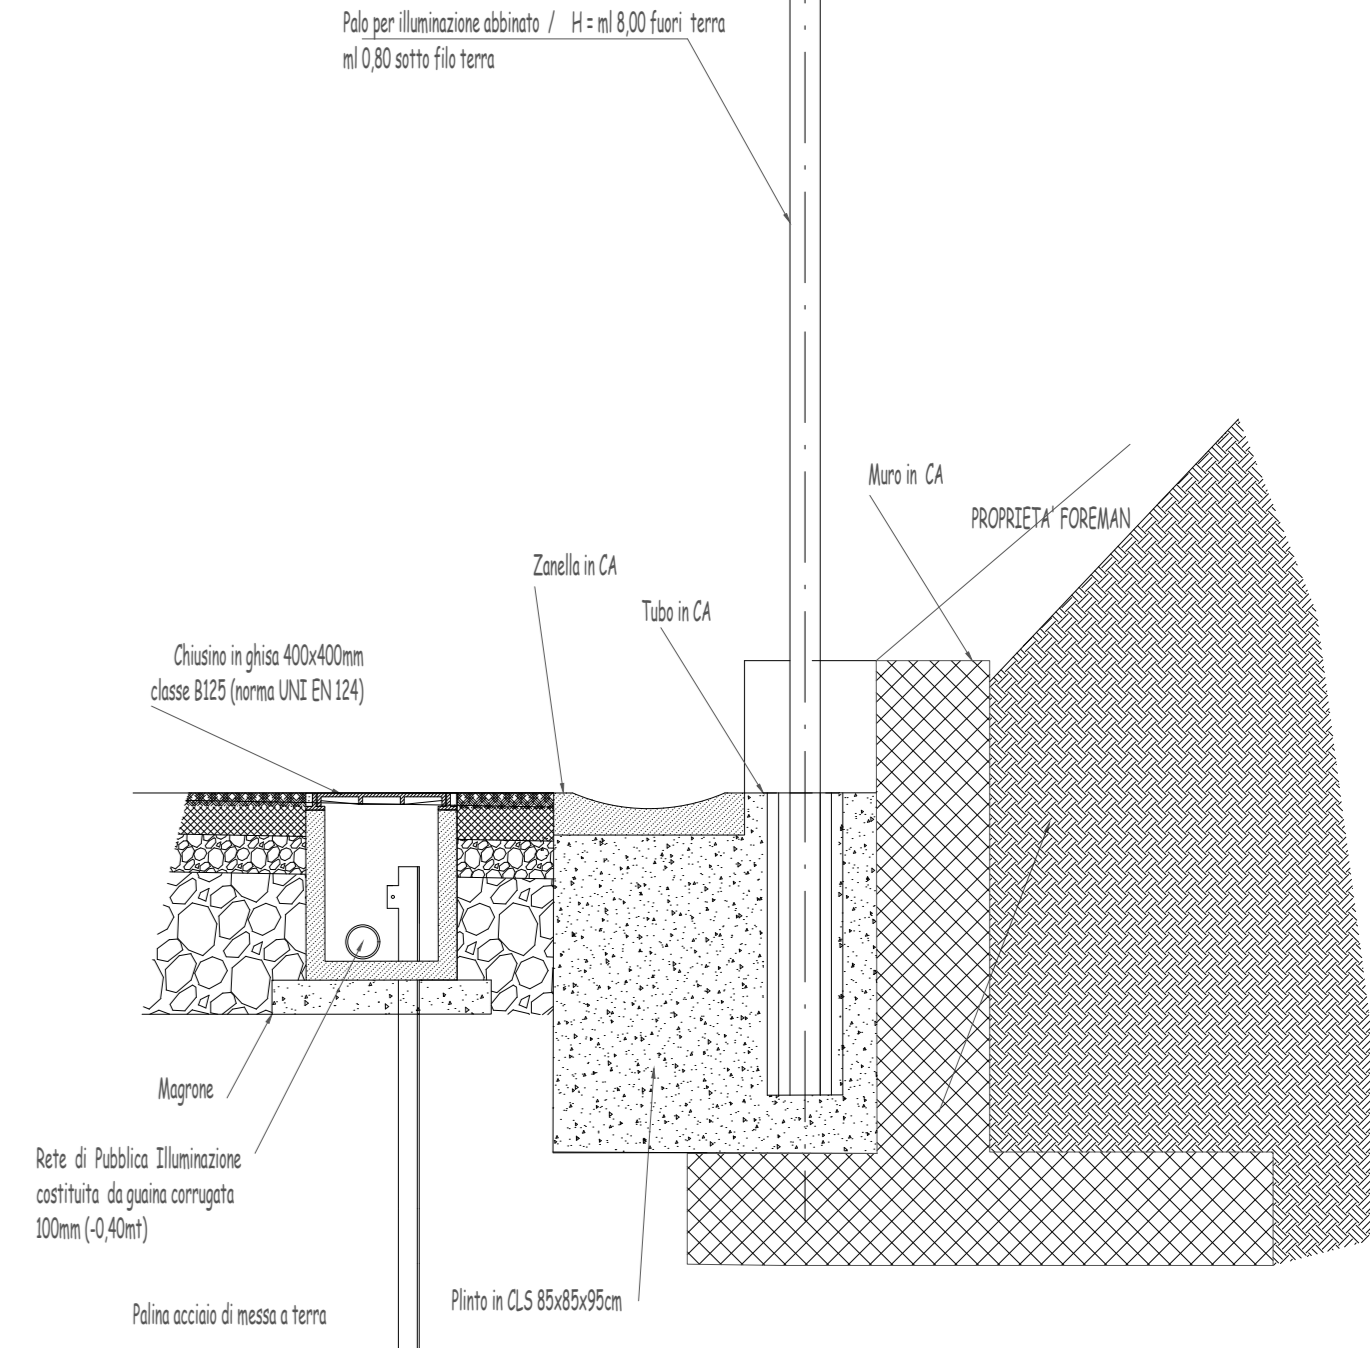 Palo per illuminazione abbinato / H = ml 8,00 fuori terra
ml 0,80 sotto filo terra
Muro in CA
PROPRIETA' FOREMAN
Zanella in CA
Tubo in CA
Chiusino in ghisa 400x400mm
classe B125 (norma UNI EN 124)
Magrone
Rete di Pubblica Illuminazione
costituita da guaina corrugata
100mm (-0,40mt)
Plinto in CLS 85x85x95cm
Palina acciaio di messa a terra